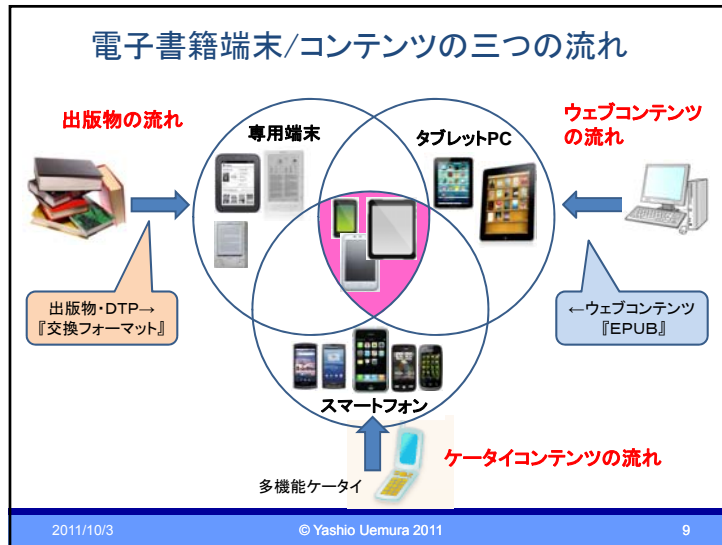 電子書籍端末/コンテンツの三つの流れ
出版物の流れ
専用端末
タブレットPC
ウェブコンテンツ
の流れ
出版物・DTP→
『交換フォーマット』
←ウェブコンテンツ
『EPUB』
スマートフォン
ケータイコンテンツの流れ
多機能ケータイ
2011/10/3
© Yashio Uemura 2011
9